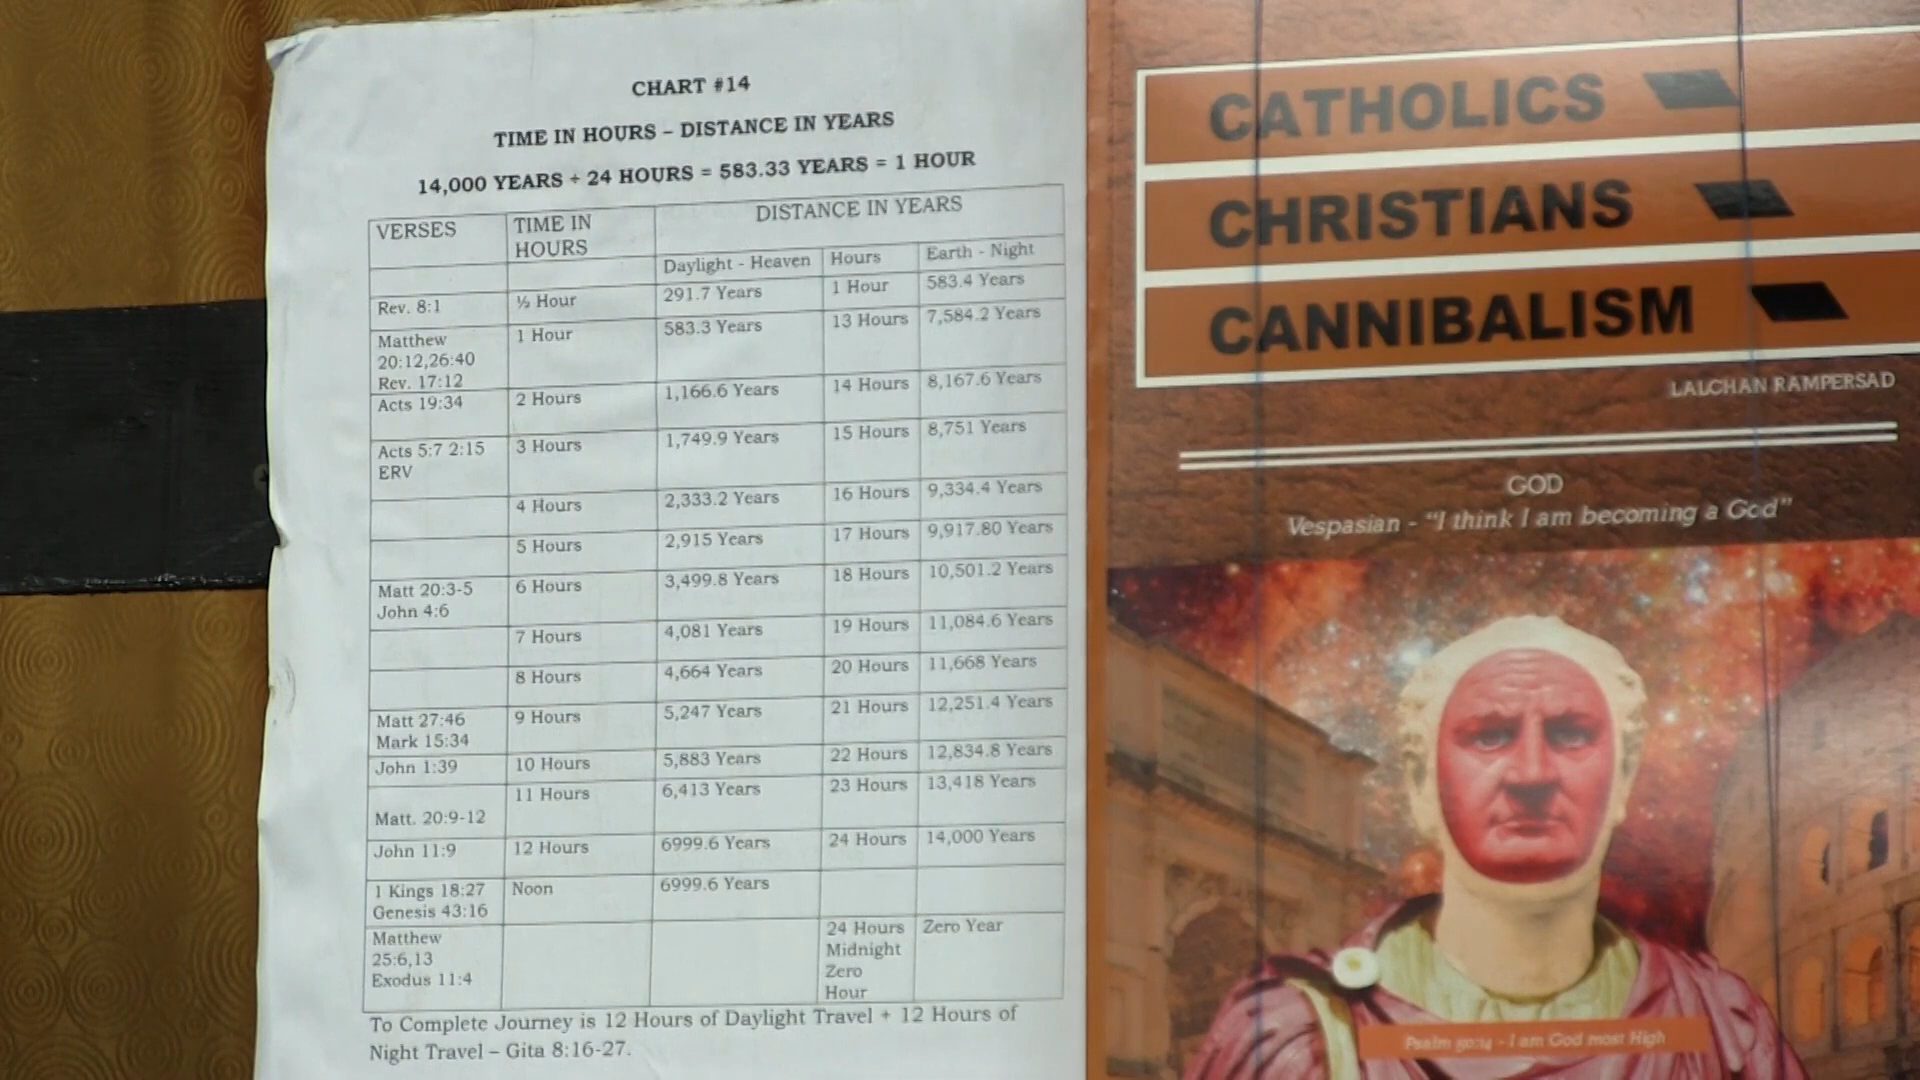 CHART #14
TIME IN HOURS – DISTANCE IN YEARS
14,000 YEARS ÷ 24 HOURS = 583.33 YEARS = 1 HOUR
VERSES TIME IN HOURS DISTANCE IN YEARS
Daylight - Heaven Hours Earth - Night
Rev. 8:1 ½ Hour 291.7 Years 1 Hour 583.4 Years
Matthew 20:12,26:40 Rev. 17:12 1 Hour 583.3 Years 13 Hours 7,584.2 Years
Acts 19:34 2 Hours 1,166.6 Years 14 Hours 8,167.6 Years
Acts 5:7 2:15 ERV 3 Hours 1,749.9 Years 15 Hours 8,751 Years
4 Hours 2,333.2 Years 16 Hours 9,334.4 Years
5 Hours 2,915 Years 17 Hours 9,917.80 Years
Matt 20:3-5 John 4:6 6 Hours 3,499.8 Years 18 Hours 10,501.2 Years
7 Hours 4,081 Years 19 Hours 11,084.6 Years
8 Hours 4,664 Years 20 Hours 11,668 Years
Matt 27:46 Mark 15:34 9 Hours 5,247 Years 21 Hours 12,251.4 Years
John 1:39 10 Hours 5,883 Years 22 Hours 12,834.8 Years
Matt. 20:9-12 11 Hours 6,413 Years 23 Hours 13,418 Years
John 11:9 12 Hours 6999.6 Years 24 Hours 14,000 Years
1 Kings 18:27 Genesis 43:16 Noon 6999.6 Years
Matthew 25:6,13 Exodus 11:4 24 Hours Midnight Zero Hour Zero Year
To Complete Journey is 12 Hours of Daylight Travel + 12 Hours of
Night Travel – Gita 8:16-27.
CATHOLICS
CHRISTIANS
CANNIBALISM
LALCHAN RAMPERSAD
GOD
Vespasian - "I think I am becoming a God"
Psalm 50:14 - I am God most High